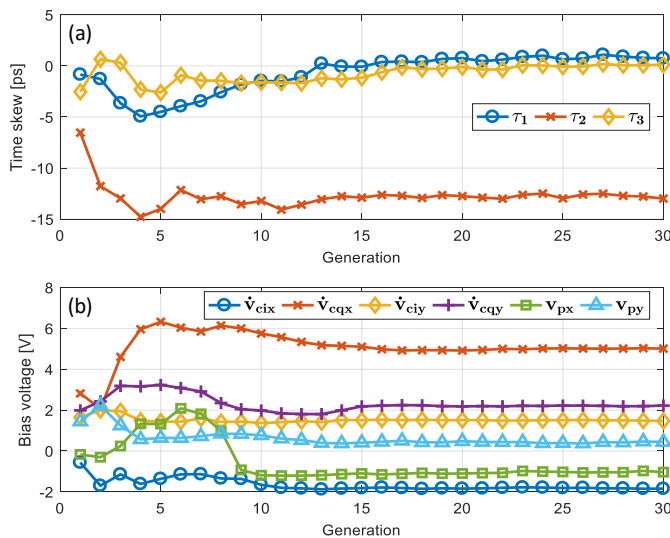 (a)
Time skew [ps]
5
0
-5
-10
-15
τ1 τ2 τ3
0 5 10 15 20 25 30
Generation
(b)
Bias voltage [V]
8
6
4
2
0
-2
v̇cix v̇cqx v̇ciy v̇cqy vpx vpy
0 5 10 15 20 25 30
Generation